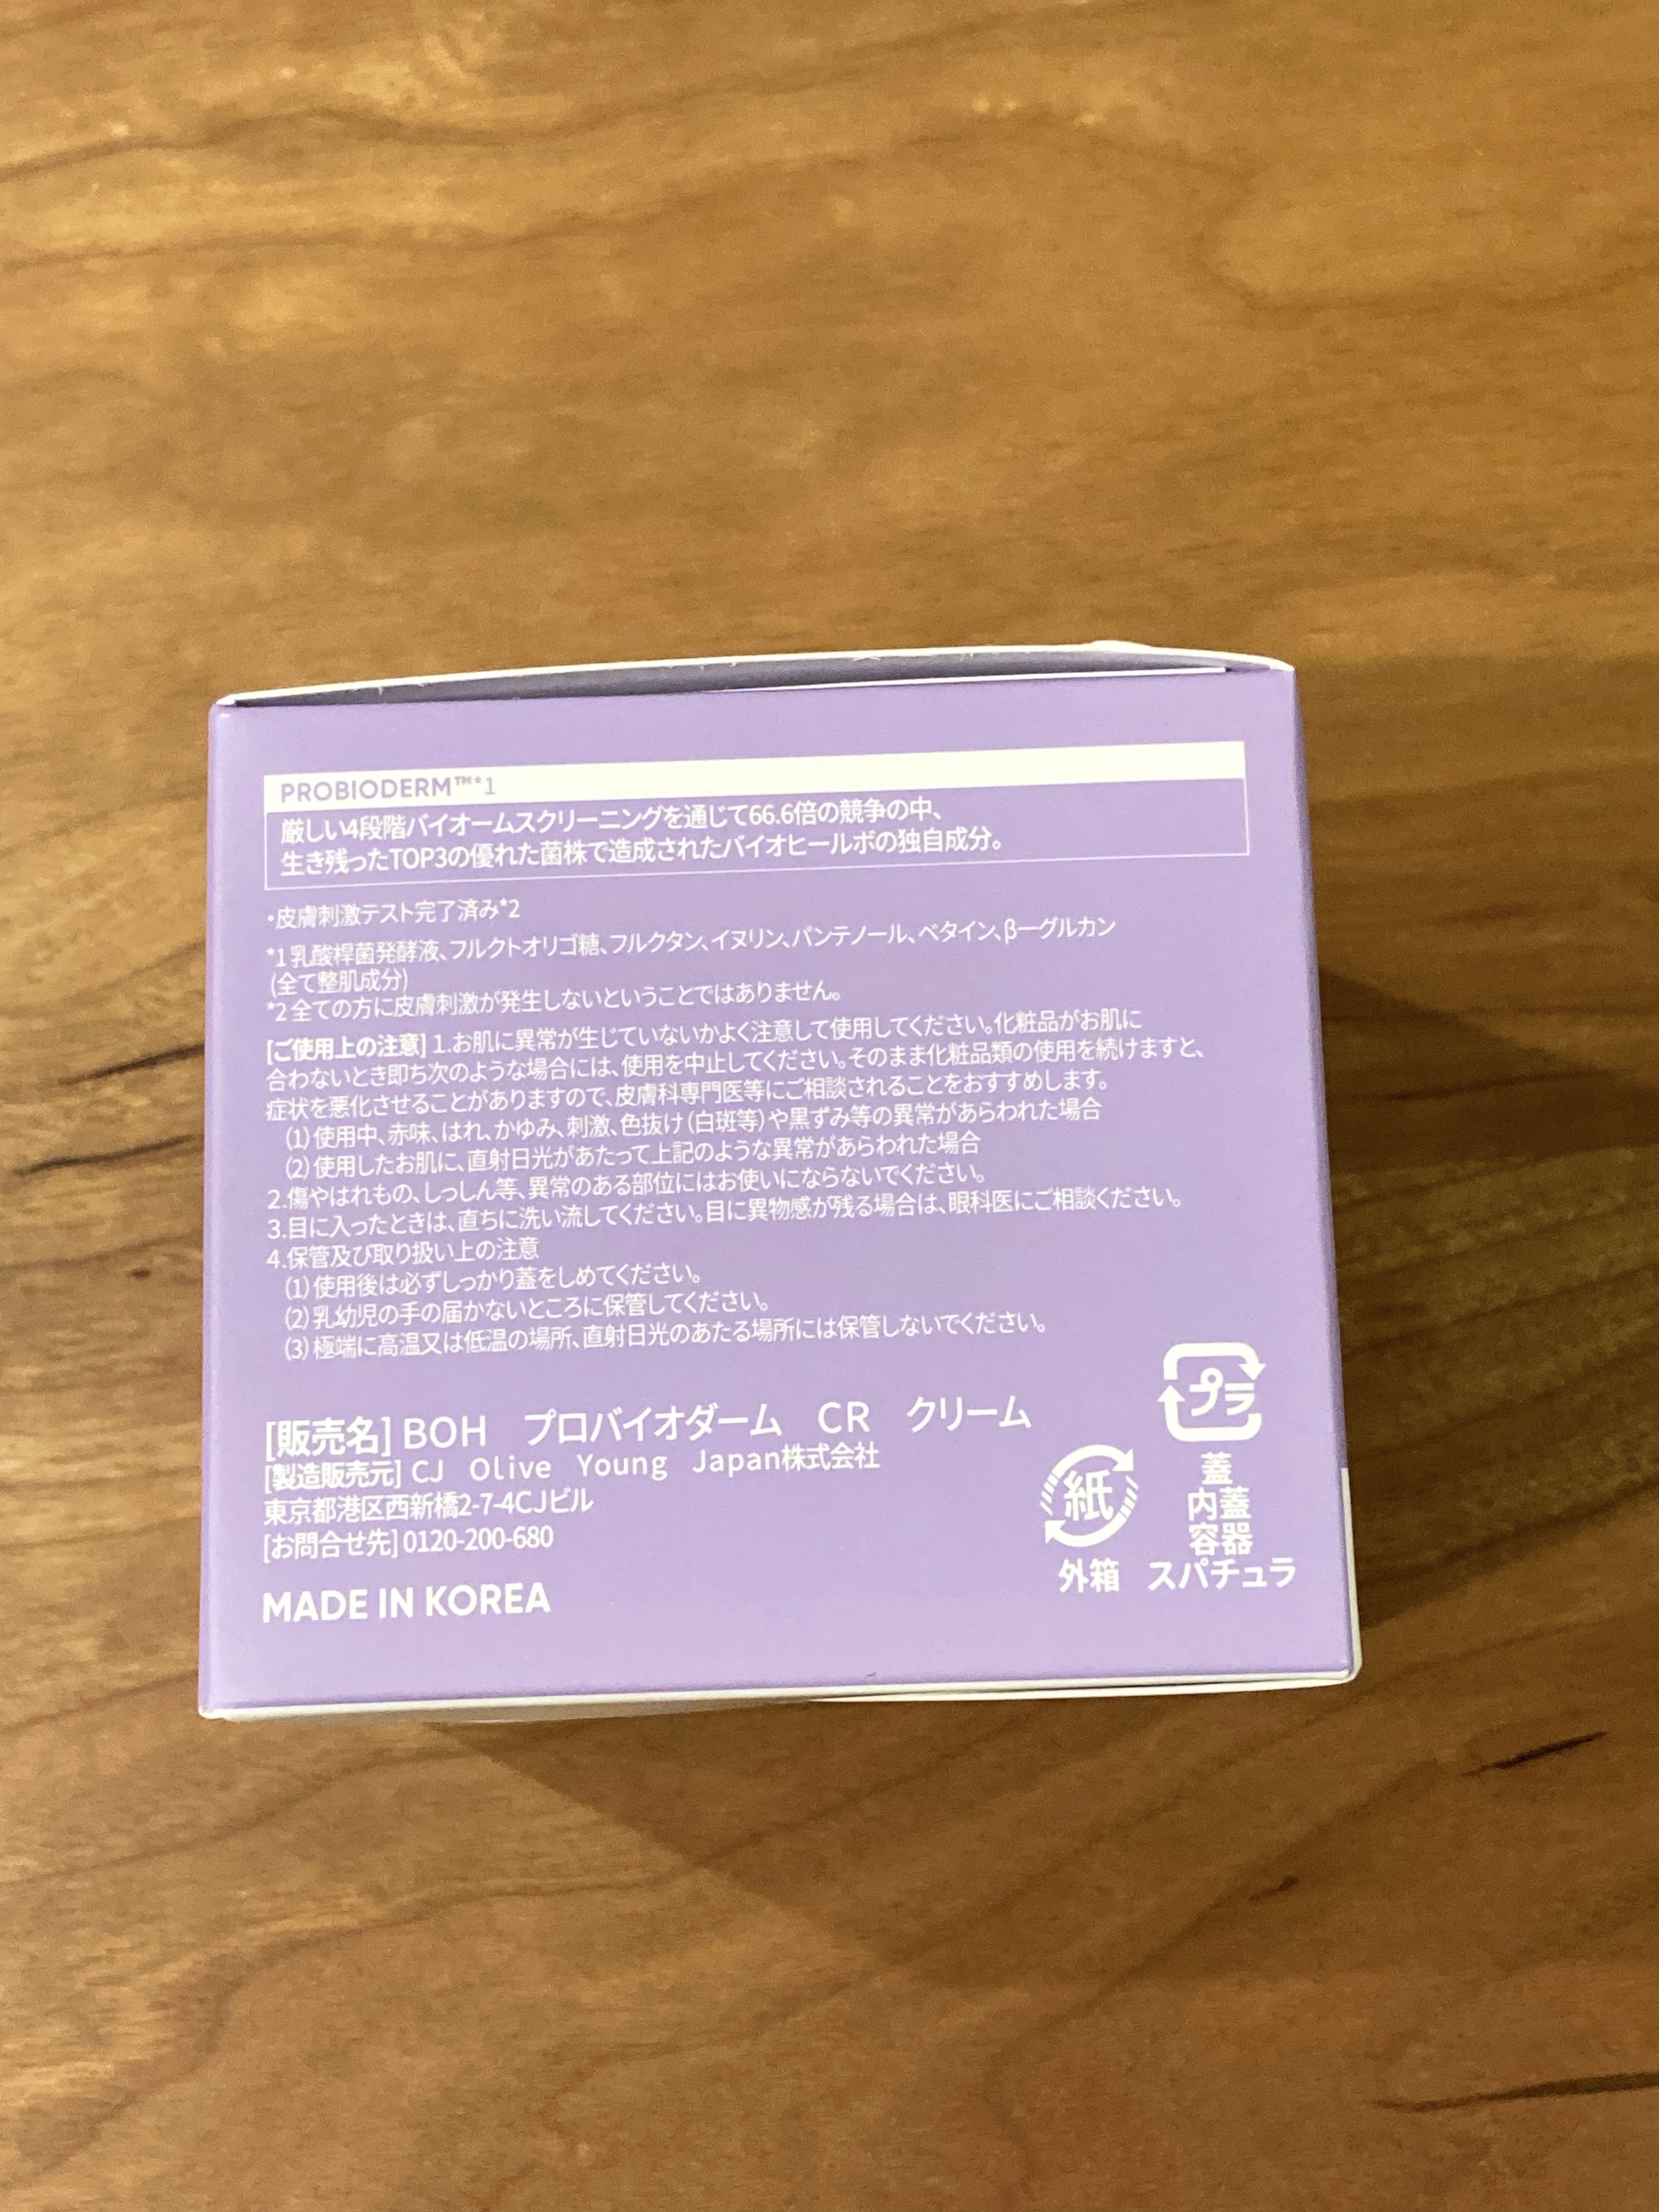 PROBIODERM™*1
厳しい4段階バイオームスクリーニングを通じて66.6倍の競争の中、
生き残ったTOP3の優れた菌株で造成されたバイオヒールボの独自成分。
・皮膚刺激テスト完了済み*2
*1 乳酸桿菌発酵液、フルクトオリゴ糖、フルクタン、イヌリン、パンテノール、ベタイン、β–グルカン
(全て整肌成分)
*2 全ての方に皮膚刺激が発生しないということではありません。
[ご使用上の注意] 1.お肌に異常が生じていないかよく注意して使用してください。化粧品がお肌に
合わないとき即ち次のような場合には、使用を中止してください。そのまま化粧品類の使用を続けますと、
症状を悪化させることがありますので、皮膚科専門医等にご相談されることをおすすめします。
(1) 使用中、赤味、はれ、かゆみ、刺激、色抜け(白斑等)や黒ずみ等の異常があらわれた場合
(2) 使用したお肌に、直射日光があたって上記のような異常があらわれた場合
2.傷やはれもの、しっしん等、異常のある部位にはお使いにならないでください。
3.目に入ったときは、直ちに洗い流してください。目に異物感が残る場合は、眼科医にご相談ください。
4.保管及び取り扱い上の注意
(1) 使用後は必ずしっかり蓋をしめてください。
(2) 乳幼児の手の届かないところに保管してください。
(3) 極端に高温又は低温の場所、直射日光のあたる場所には保管しないでください。
[販売名] BOH プロバイオダーム CR クリーム
[製造販売元] CJ Olive Young Japan株式会社
東京都港区西新橋2-7-4CJビル
[お問合せ先] 0120-200-680
MADE IN KOREA
紙
外箱
プラ
蓋
内蓋
容器
スパチュラ